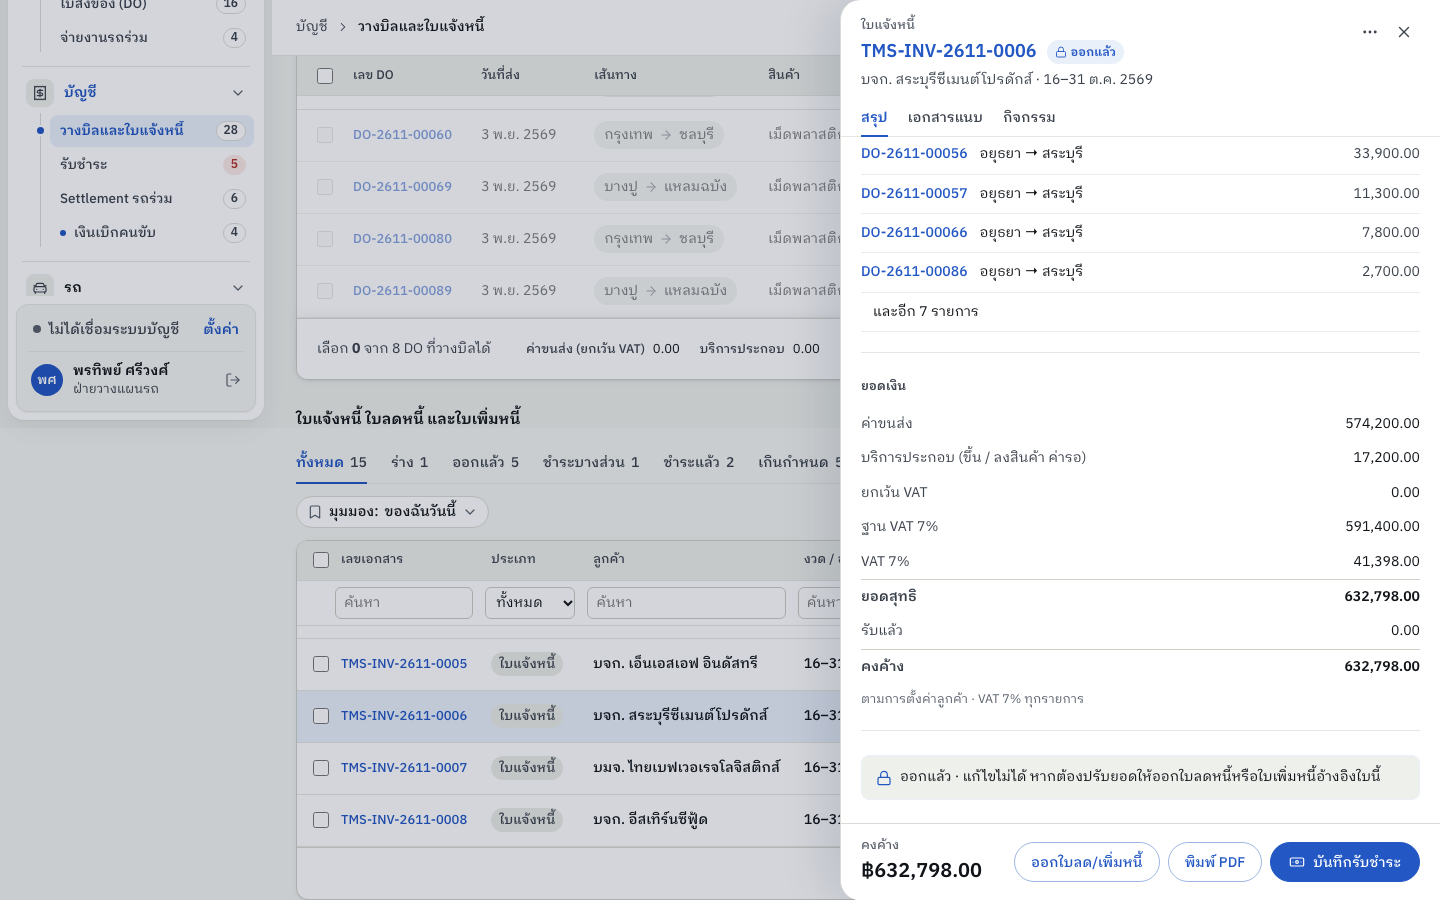 ใบส่งของ (DO) 16
จ่ายงานรถร่วม 4
บัญชี
วางบิลและใบแจ้งหนี้ 28
รับชำระ 5
Settlement รถร่วม 6
เงินเบิกคนขับ 4
รถ
ไม่ได้เชื่อมระบบบัญชี ตั้งค่า
พศ
พรทิพย์ ศรีวงศ์
ฝ่ายวางแผนรถ
บัญชี > วางบิลและใบแจ้งหนี้
เลข DO วันที่ส่ง เส้นทาง สินค้า
DO-2611-00060 3 พ.ย. 2569 กรุงเทพ → ชลบุรี เม็ดพลาสติก
DO-2611-00069 3 พ.ย. 2569 บางปู → แหลมฉบัง เม็ดพลาสติก
DO-2611-00080 3 พ.ย. 2569 กรุงเทพ → ชลบุรี เม็ดพลาสติก
DO-2611-00089 3 พ.ย. 2569 บางปู → แหลมฉบัง เม็ดพลาสติก
เลือก 0 จาก 8 DO ที่วางบิลได้ ค่าขนส่ง (ยกเว้น VAT) 0.00 บริการประกอบ 0.00
ใบแจ้งหนี้ ใบลดหนี้ และใบเพิ่มหนี้
ทั้งหมด 15 ร่าง 1 ออกแล้ว 5 ชำระบางส่วน 1 ชำระแล้ว 2 เกินกำหนด 5
มุมมอง: ของฉันวันนี้
เลขเอกสาร ประเภท ลูกค้า งวด /
ค้นหา ทั้งหมด ค้นหา ค้นหา
TMS-INV-2611-0005 ใบแจ้งหนี้ บจก. เอ็นเอสเอฟ อินดัสทรี 16–31
TMS-INV-2611-0006 ใบแจ้งหนี้ บจก. สระบุรีซีเมนต์โปรดักส์ 16–31
TMS-INV-2611-0007 ใบแจ้งหนี้ บมจ. ไทยเบฟเวอเรจโลจิสติกส์ 16–31
TMS-INV-2611-0008 ใบแจ้งหนี้ บจก. อีสเทิร์นซีฟู้ด 16–31
ใบแจ้งหนี้
TMS-INV-2611-0006 ออกแล้ว
บจก. สระบุรีซีเมนต์โปรดักส์ · 16–31 ต.ค. 2569
สรุป เอกสารแนบ กิจกรรม
DO-2611-00056 อยุธยา → สระบุรี 33,900.00
DO-2611-00057 อยุธยา → สระบุรี 11,300.00
DO-2611-00066 อยุธยา → สระบุรี 7,800.00
DO-2611-00086 อยุธยา → สระบุรี 2,700.00
และอีก 7 รายการ
ยอดเงิน
ค่าขนส่ง 574,200.00
บริการประกอบ (ขึ้น / ลงสินค้า ค่ารอ) 17,200.00
ยกเว้น VAT 0.00
ฐาน VAT 7% 591,400.00
VAT 7% 41,398.00
ยอดสุทธิ 632,798.00
รับแล้ว 0.00
คงค้าง 632,798.00
ตามการตั้งค่าลูกค้า · VAT 7% ทุกรายการ
ออกแล้ว · แก้ไขไม่ได้ หากต้องปรับยอดให้ออกใบลดหนี้หรือใบเพิ่มหนี้อ้างอิงใบนี้
คงค้าง
฿632,798.00
ออกใบลด/เพิ่มหนี้ พิมพ์ PDF บันทึกรับชำระ